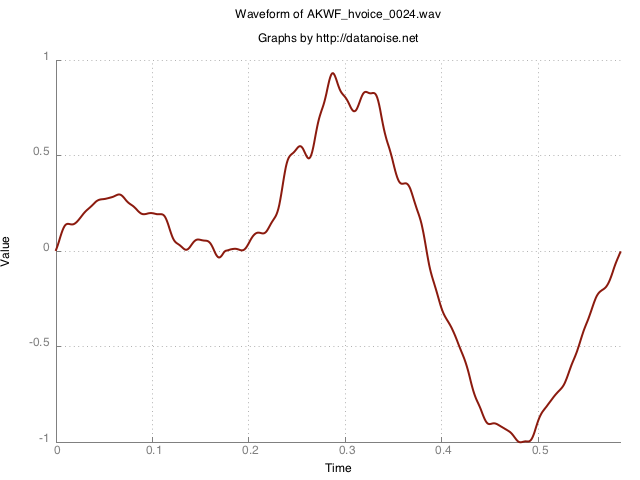 Waveform of AKWF_hvoice_0024.wav
Graphs by http://datanoise.net
1
0.5
0
-0.5
-1
Value
0 0.1 0.2 0.3 0.4 0.5
Time